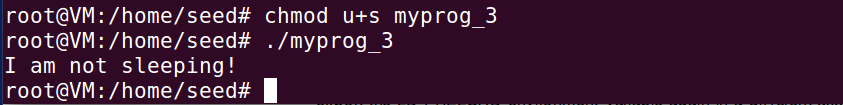 root@VM:/home/seed# chmod u+s myprog_3
root@VM:/home/seed# ./myprog_3
I am not sleeping!
root@VM:/home/seed#